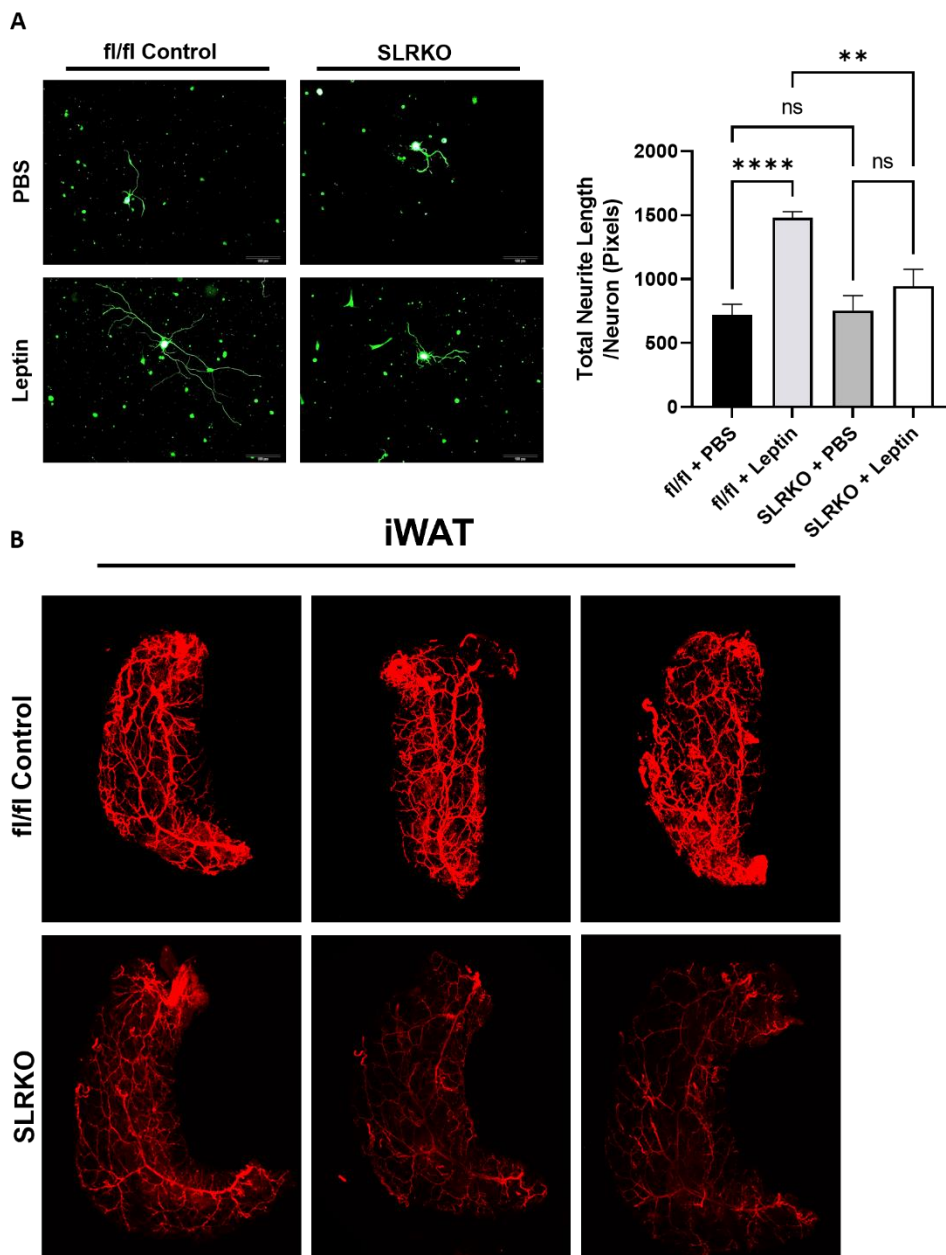 A
fl/fl Control
SLRKO
PBS
Leptin
**
ns
****
ns
2000
1500
1000
500
0
Total Neurite Length
/Neuron (Pixels)
fl/fl + PBS
fl/fl + Leptin
SLRKO + PBS
SLRKO + Leptin
B
iWAT
fl/fl Control
SLRKO